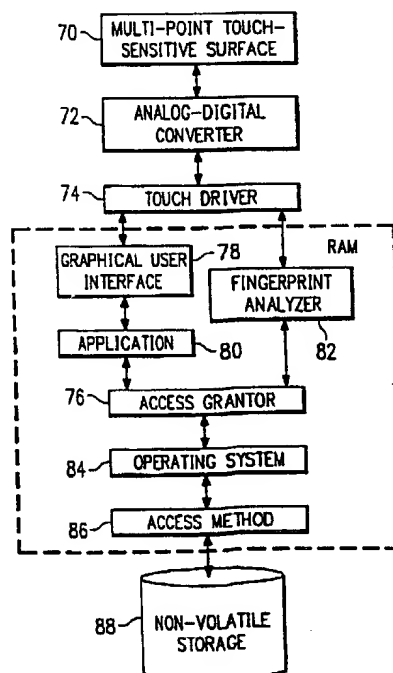 70
MULTI-POINT TOUCH-
SENSITIVE SURFACE
72
ANALOG-DIGITAL
CONVERTER
74
TOUCH DRIVER
RAM
GRAPHICAL USER
INTERFACE
78
FINGERPRINT
ANALYZER
82
APPLICATION
80
76
ACCESS GRANTOR
84
OPERATING SYSTEM
86
ACCESS METHOD
88
NON-VOLATILE
STORAGE